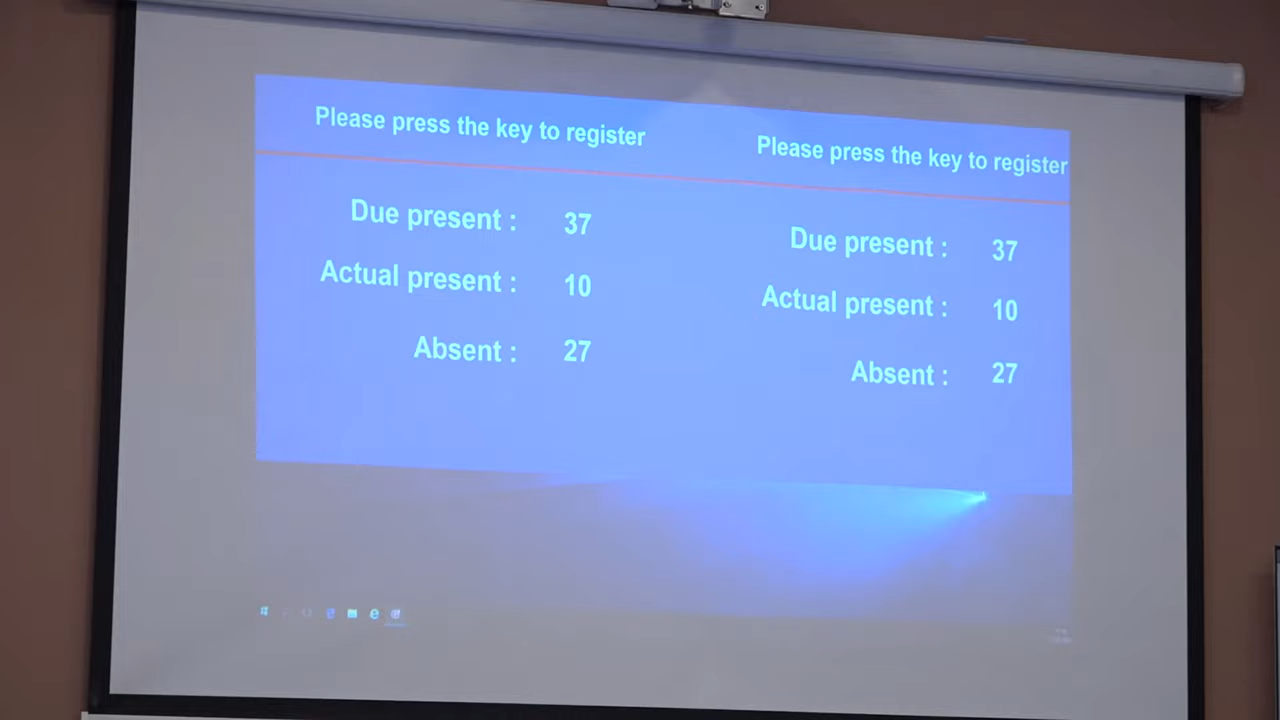 Please press the key to register
Due present : 37
Actual present : 10
Absent : 27
Please press the key to register
Due present : 37
Actual present : 10
Absent : 27